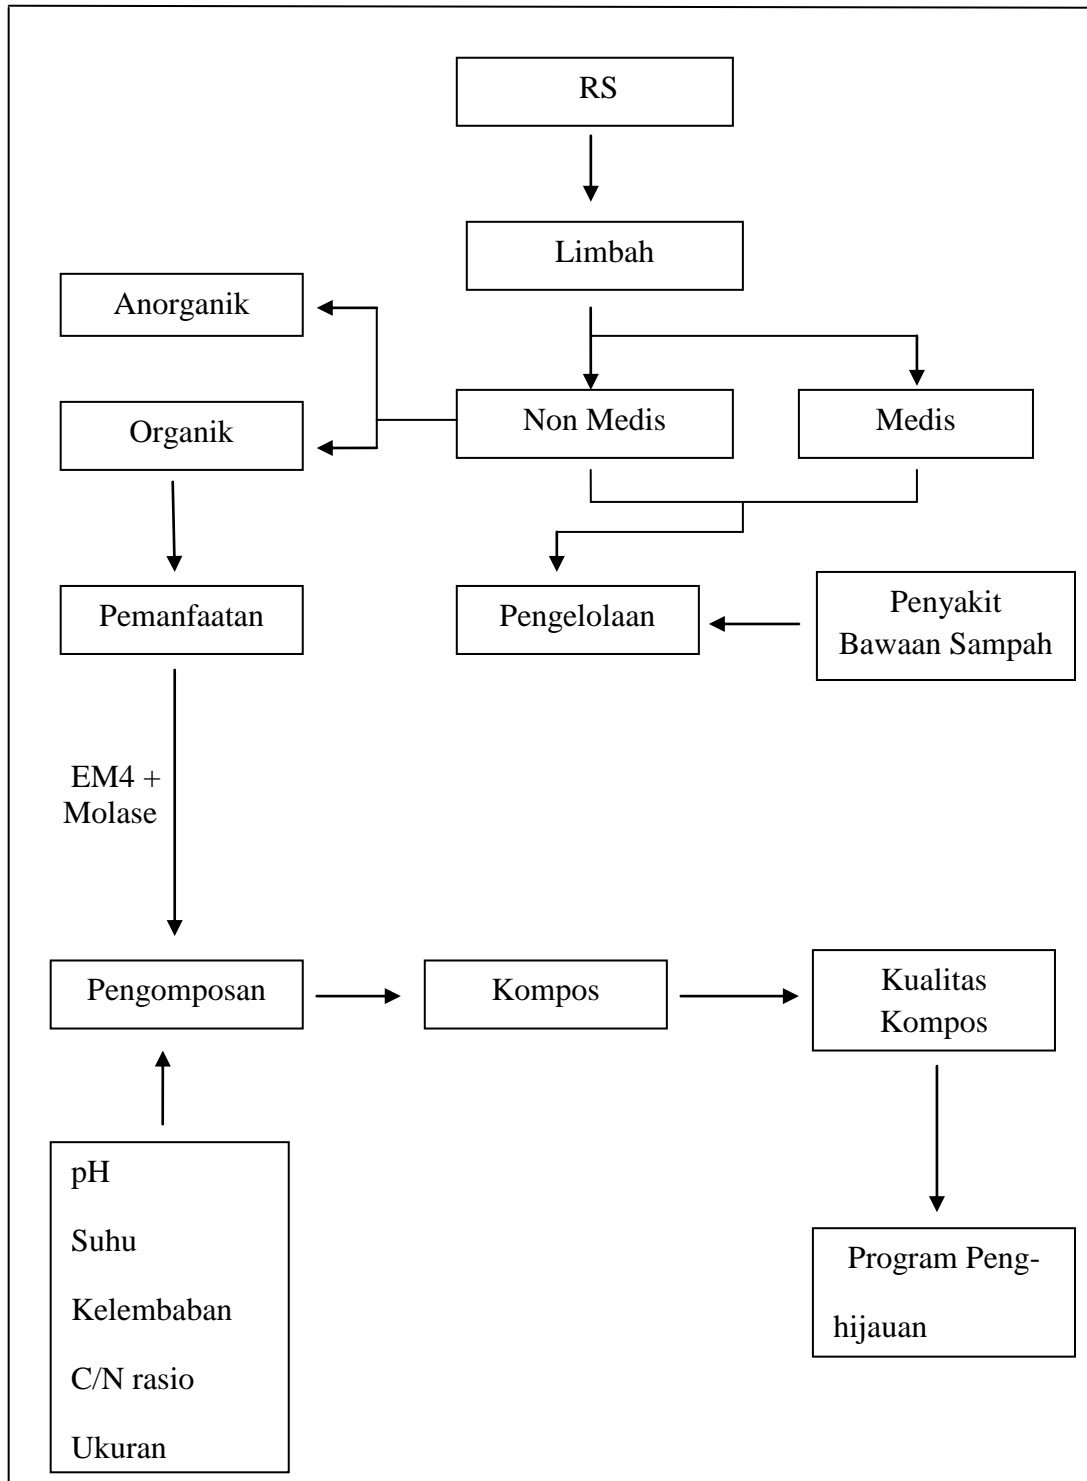 RS
Limbah
Anorganik
Organik
Non Medis
Medis
Pemanfaatan
Pengelolaan
Penyakit
Bawaan Sampah
EM4 +
Molase
Pengomposan
Kompos
Kualitas
Kompos
pH
Suhu
Kelembaban
C/N rasio
Ukuran
Program Peng-
hijauan